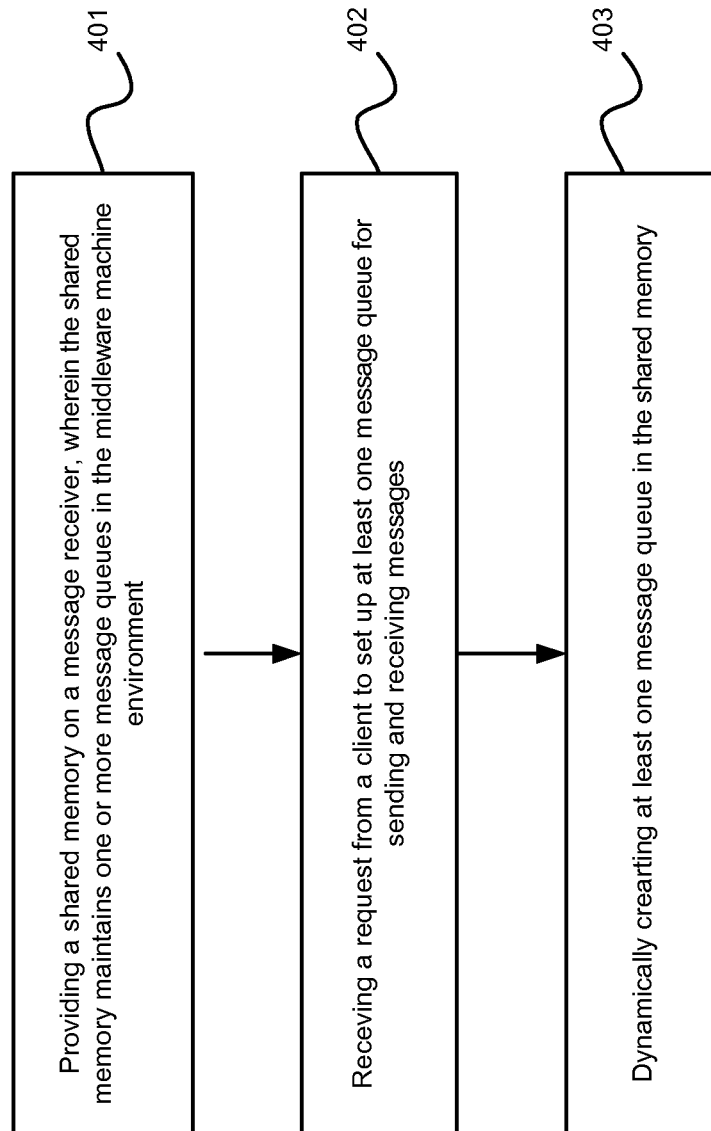 Providing a shared memory on a message receiver, wherein the shared
memory maintains one or more message queues in the middleware machine
environment
401
Receving a request from a client to set up at least one message queue for
sending and receiving messages
402
Dynamically crearting at least one message queue in the shared memory
403